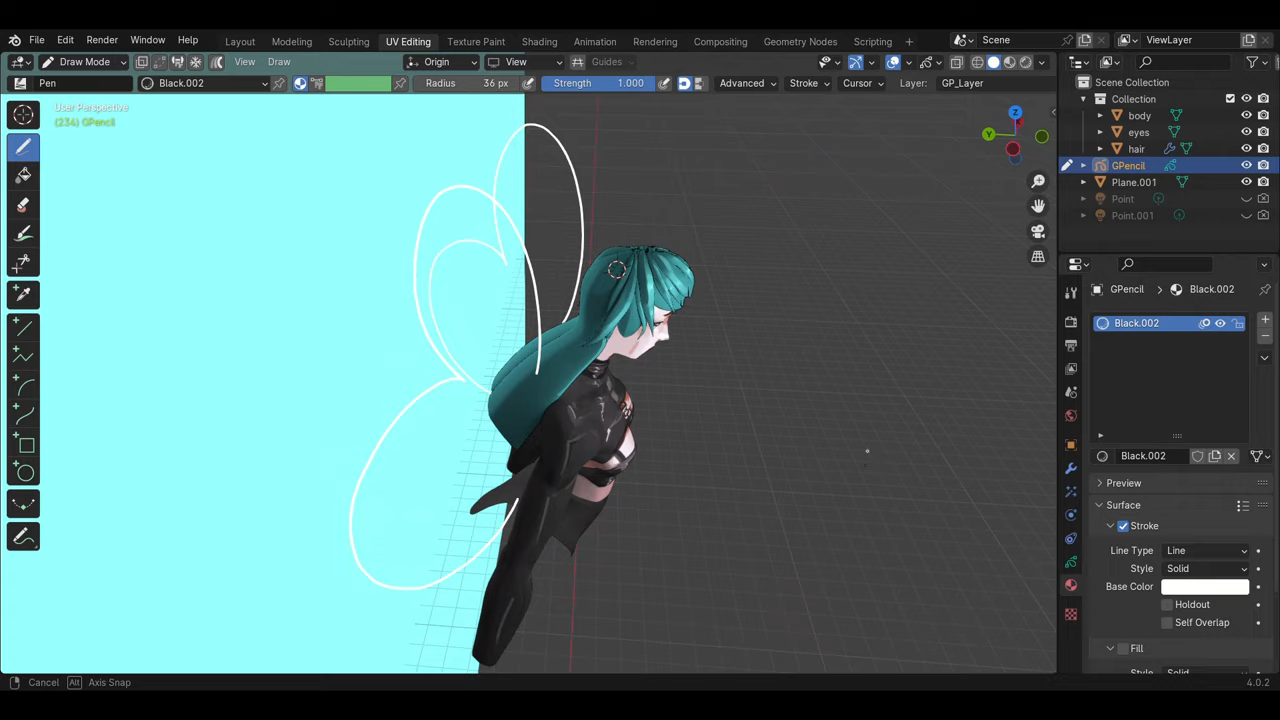 File Edit Render Window Help Layout Modeling Sculpting UV Editing Texture Paint Shading Animation Rendering Compositing Geometry Nodes Scripting + Scene ViewLayer
Draw Mode View Draw Origin View Guides
Pen Black.002 Radius 36 px Strength 1.000 Advanced Stroke Cursor Layer: GP_Layer
User Perspective
(234) GPencil
Z
Y
Scene Collection
Collection
body
eyes
hair
GPencil
Plane.001
Point
Point.001
GPencil > Black.002
Black.002
Black.002
Preview
Surface
Stroke
Line Type Line
Style Solid
Base Color
Holdout
Self Overlap
Fill
Style Solid
Cancel Alt Axis Snap 4.0.2